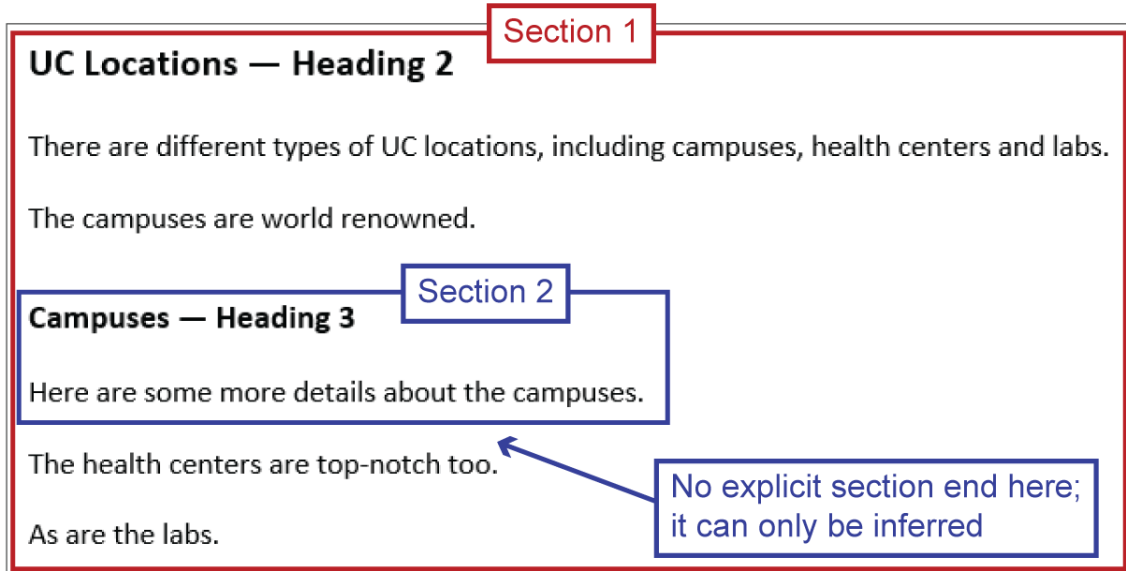 Section 1
UC Locations — Heading 2
There are different types of UC locations, including campuses, health centers and labs.
The campuses are world renowned.
Section 2
Campuses — Heading 3
Here are some more details about the campuses.
The health centers are top-notch too.
No explicit section end here;
it can only be inferred
As are the labs.